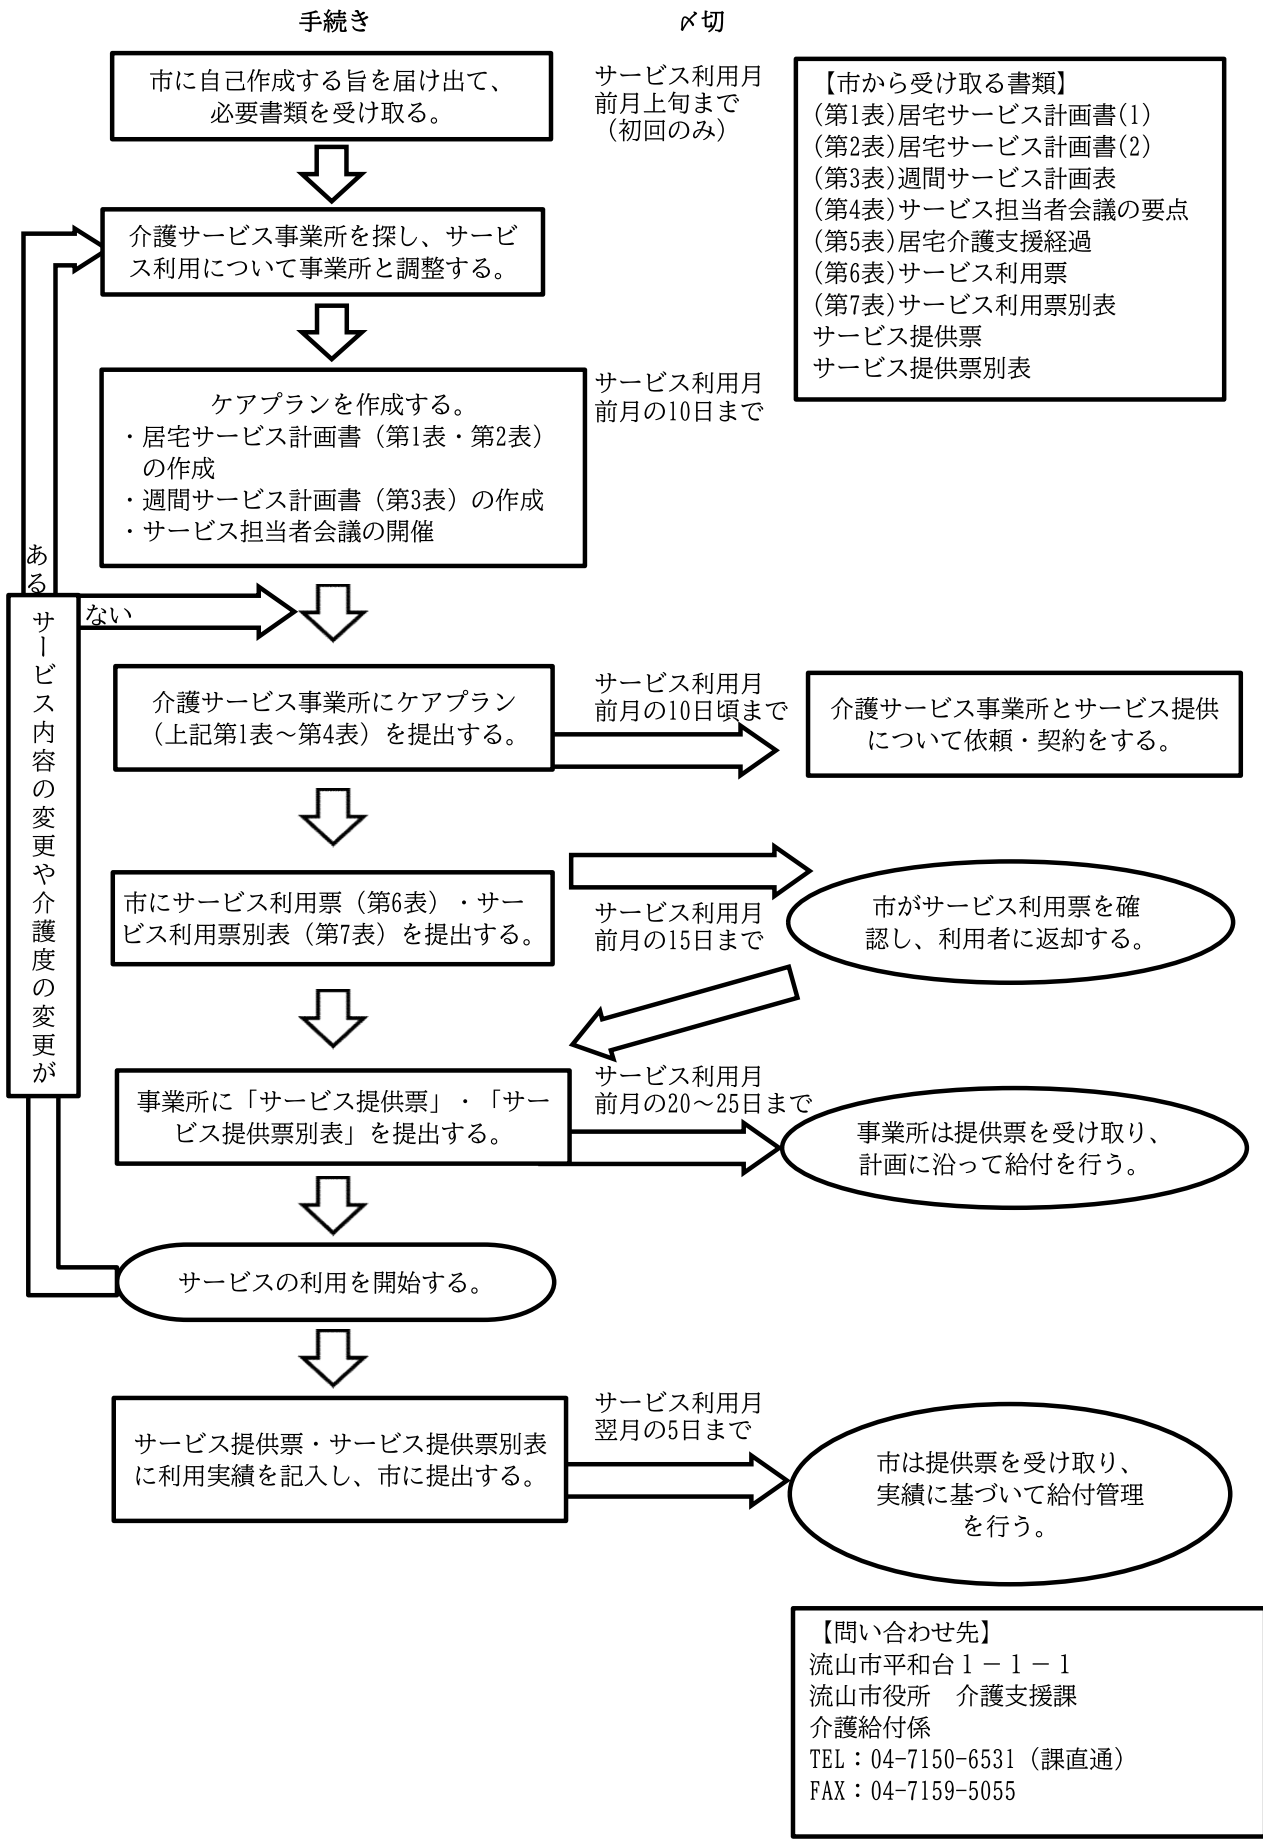 手続き
〆切
市に自己作成する旨を届け出て、
必要書類を受け取る。
サービス利用月
前月上旬まで
（初回のみ）
【市から受け取る書類】
(第1表)居宅サービス計画書(1)
(第2表)居宅サービス計画書(2)
(第3表)週間サービス計画表
(第4表)サービス担当者会議の要点
(第5表)居宅介護支援経過
(第6表)サービス利用票
(第7表)サービス利用票別表
サービス提供票
サービス提供票別表
介護サービス事業所を探し、サービ
ス利用について事業所と調整する。
ケアプランを作成する。
・居宅サービス計画書（第1表・第2表）
の作成
・週間サービス計画書（第3表）の作成
・サービス担当者会議の開催
サービス利用月
前月の10日まで
ある
ない
サービス内容の変更や介護度の変更が
介護サービス事業所にケアプラン
（上記第1表～第4表）を提出する。
サービス利用月
前月の10日頃まで
介護サービス事業所とサービス提供
について依頼・契約をする。
市にサービス利用票（第6表）・サー
ビス利用票別表（第7表）を提出する。
サービス利用月
前月の15日まで
市がサービス利用票を確
認し、利用者に返却する。
事業所に「サービス提供票」・「サー
ビス提供票別表」を提出する。
サービス利用月
前月の20～25日まで
事業所は提供票を受け取り、
計画に沿って給付を行う。
サービスの利用を開始する。
サービス提供票・サービス提供票別表
に利用実績を記入し、市に提出する。
サービス利用月
翌月の5日まで
市は提供票を受け取り、
実績に基づいて給付管理
を行う。
【問い合わせ先】
流山市平和台１－１－１
流山市役所　介護支援課
介護給付係
TEL：04-7150-6531（課直通）
FAX：04-7159-5055